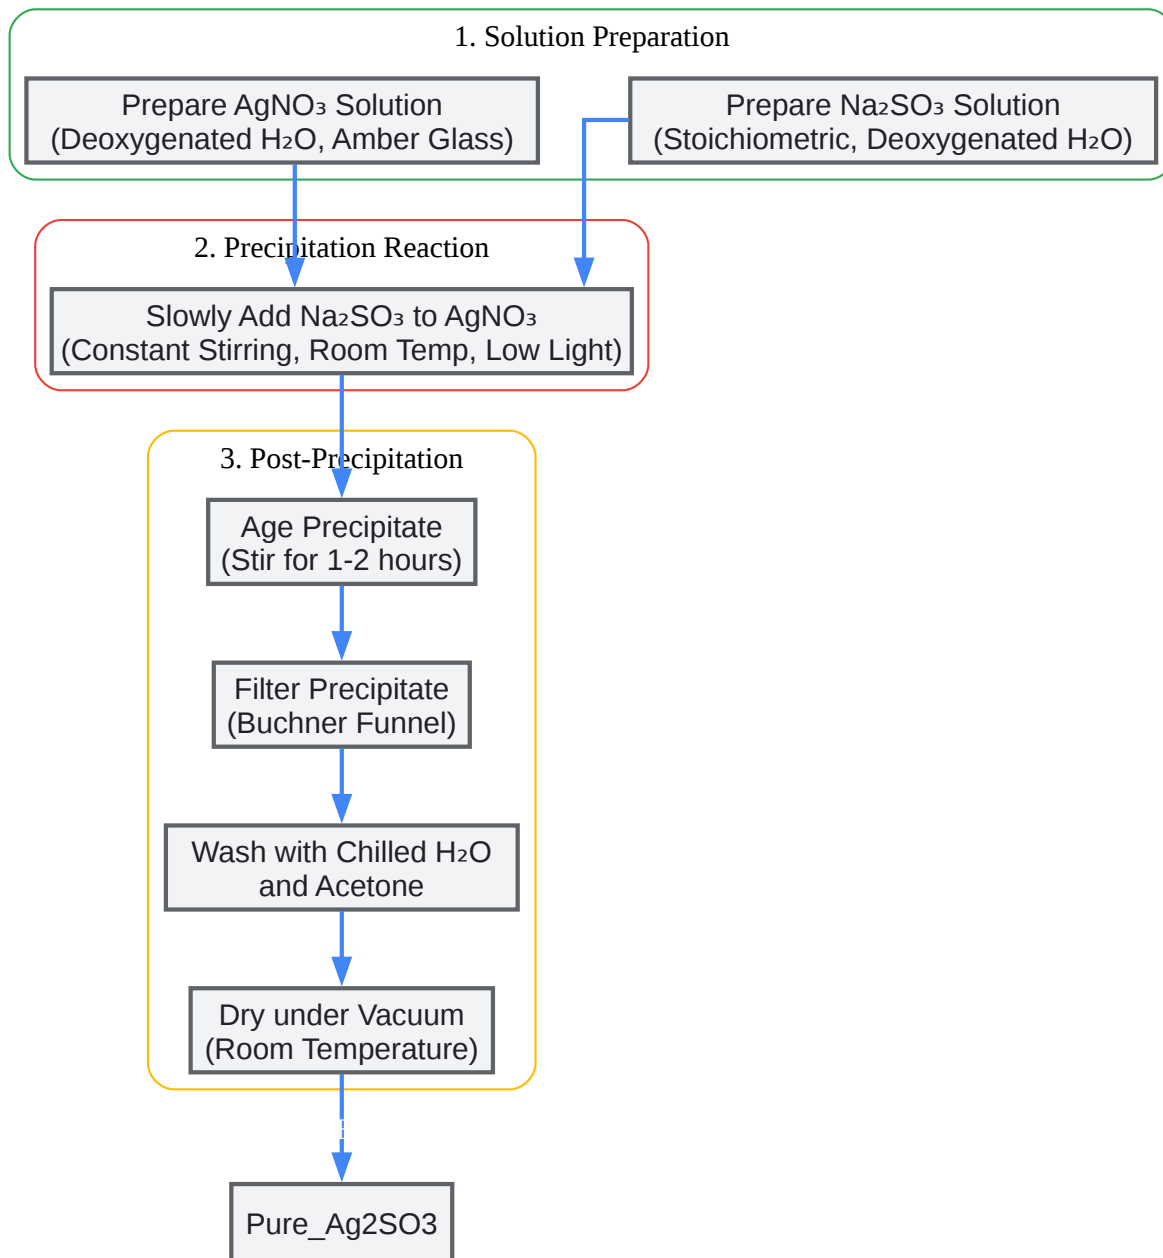 1. Solution Preparation
Prepare AgNO₃ Solution
(Deoxygenated H₂O, Amber Glass)
Prepare Na₂SO₃ Solution
(Stoichiometric, Deoxygenated H₂O)
2. Precipitation Reaction
Slowly Add Na₂SO₃ to AgNO₃
(Constant Stirring, Room Temp, Low Light)
3. Post-Precipitation
Age Precipitate
(Stir for 1-2 hours)
Filter Precipitate
(Buchner Funnel)
Wash with Chilled H₂O
and Acetone
Dry under Vacuum
(Room Temperature)
Pure_Ag2SO3